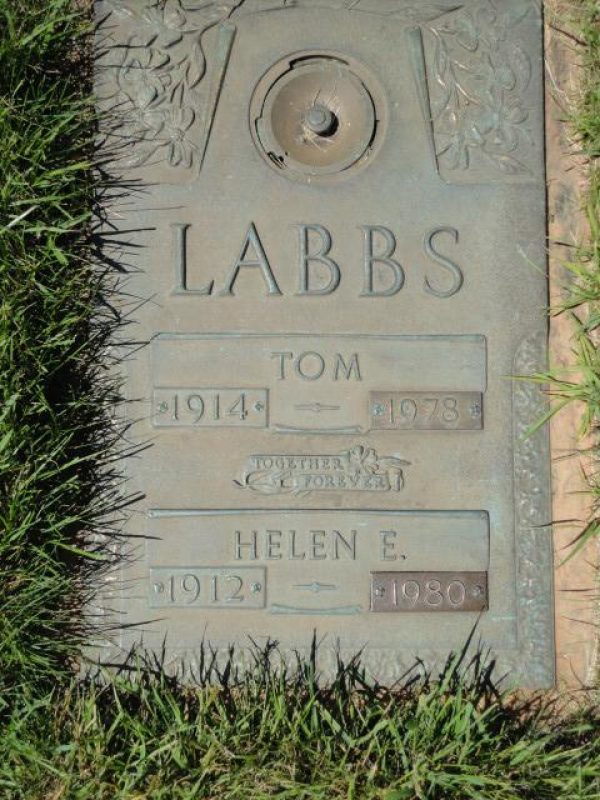 LABBS
TOM
1914 1978
TOGETHER
FOREVER
HELEN E.
1912 1980